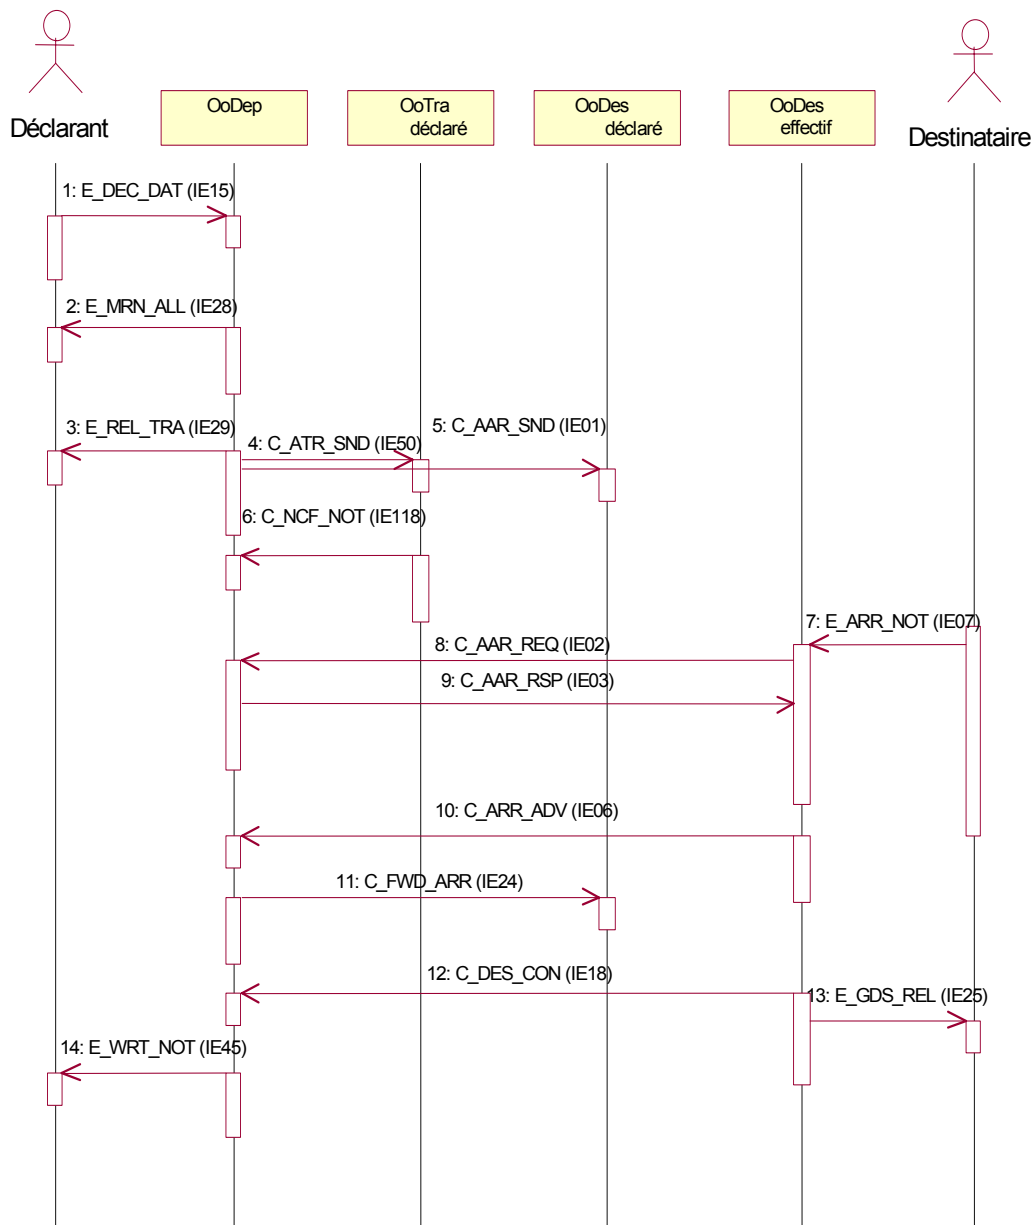 Déclarant
OoDep
OoTra
déclaré
OoDes
déclaré
OoDes
effectif
Destinataire
1: E_DEC_DAT (IE15)
2: E_MRN_ALL (IE28)
3: E_REL_TRA (IE29)
4: C_ATR_SND (IE50)
5: C_AAR_SND (IE01)
6: C_NCF_NOT (IE118)
7: E_ARR_NOT (IE07)
8: C_AAR_REQ (IE02)
9: C_AAR_RSP (IE03)
10: C_ARR_ADV (IE06)
11: C_FWD_ARR (IE24)
12: C_DES_CON (IE18)
13: E_GDS_REL (IE25)
14: E_WRT_NOT (IE45)